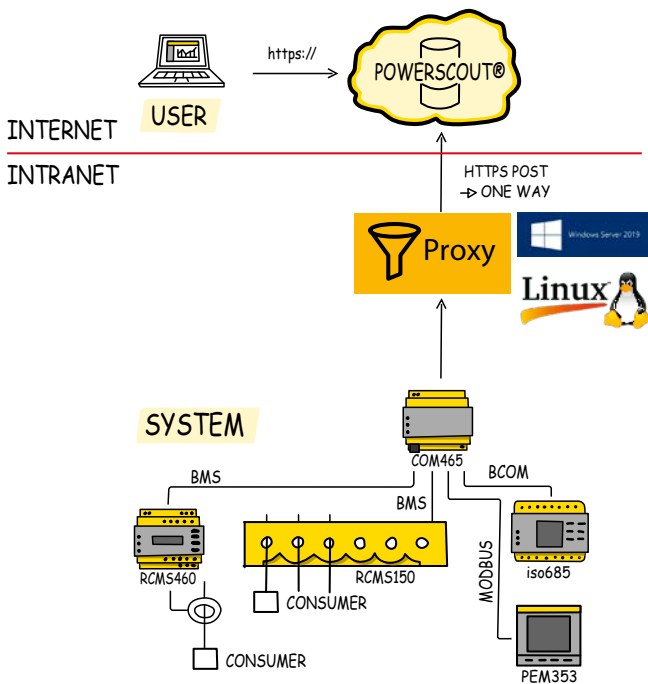 https://
POWERSCOUT®
USER
INTERNET
INTRANET
HTTPS POST
→ ONE WAY
Proxy
Windows Server 2019
Linux
SYSTEM
COM465
BMS
BCOM
BMS
MODBUS
RCMS460
RCMS150
iso685
CONSUMER
CONSUMER
PEM353